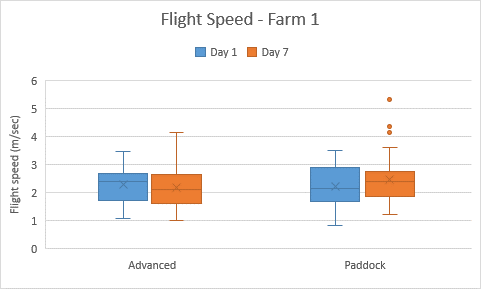 Flight Speed - Farm 1
Day 1 Day 7
Flight speed (m/sec)
6
5
4
3
2
1
0
Advanced Paddock